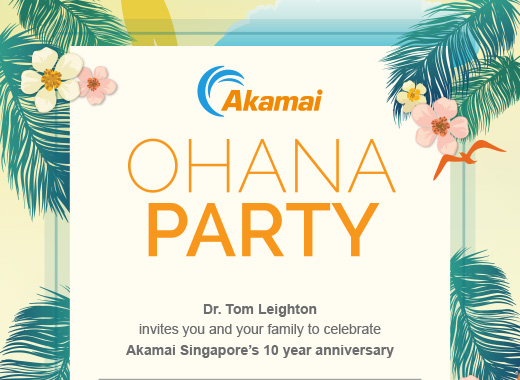 Akamai
OHANA
PARTY
Dr. Tom Leighton
invites you and your family to celebrate
Akamai Singapore's 10 year anniversary